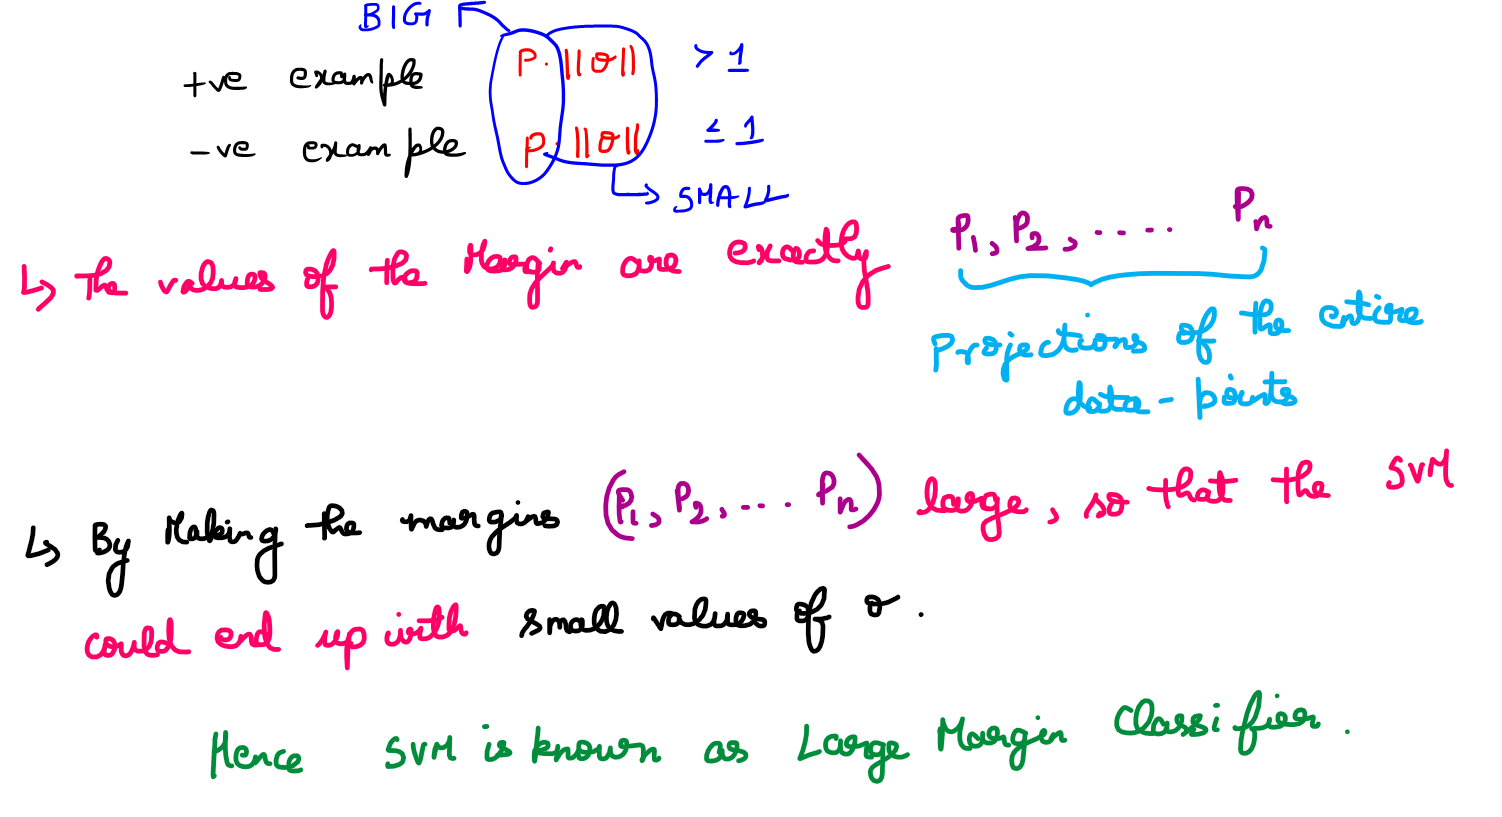 BIG
+ve example P. ||θ|| > 1
-ve example P. ||θ|| ≤ 1
SMALL
↳ The values of the Margin are exactly P1, P2, ..... Pn
Projections of the entire
data - points
↳ By Making the margins (P1, P2, ... Pn) large, so that the SVM
could end up with small values of θ.
Hence SVM is known as Large Margin Classifier.